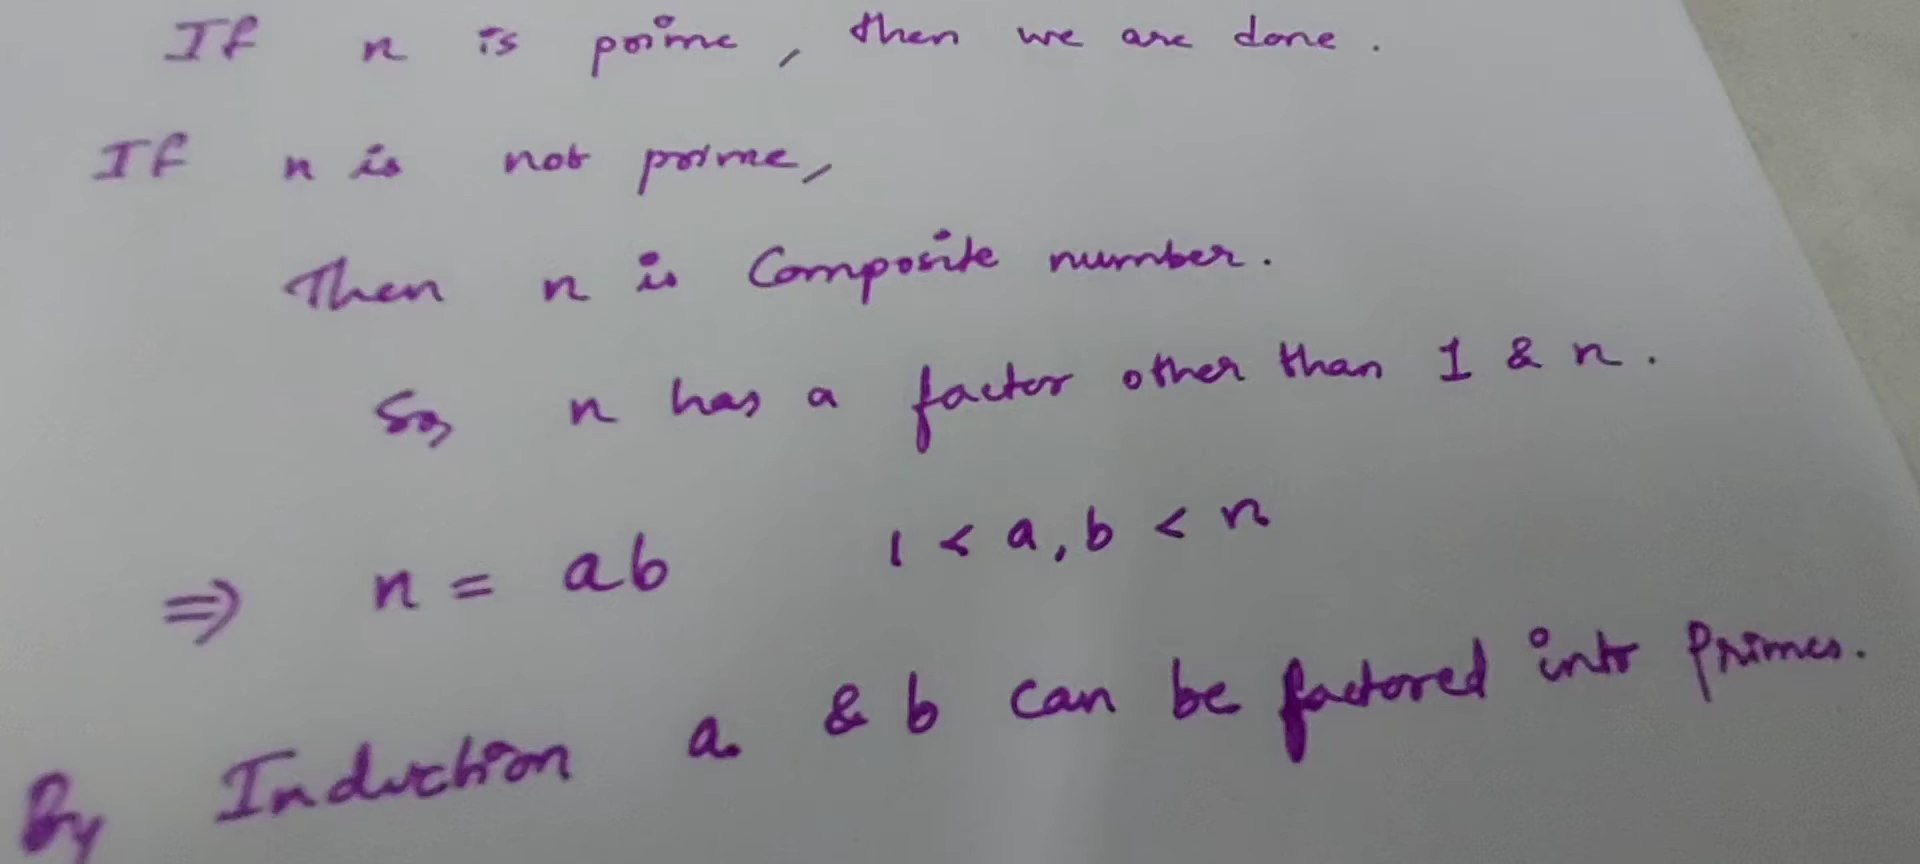 If n is prime, then we are done.
If n is not prime,
Then n is Composite number.
So, n has a factor other than 1 & n.
⇒ n = ab 1 < a, b < n
By Induction a & b can be factored into primes.